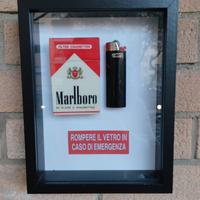 FILTER CIGARETTES
Marlboro
ROMPERE IL VETRO IN
CASO DI EMERGENZA